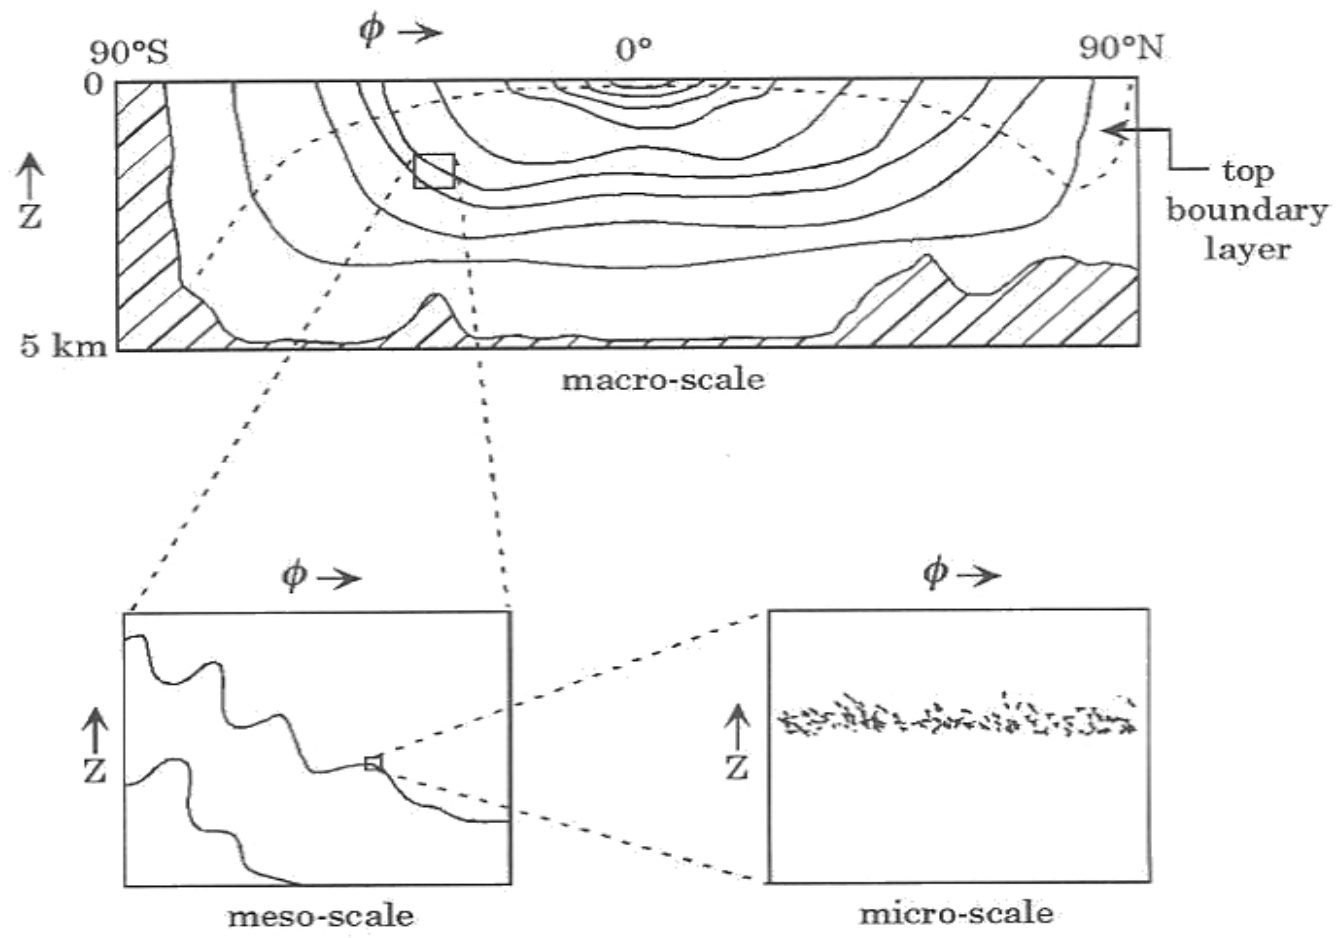 ϕ →
90°S 0° 90°N
0
Z
top
boundary
layer
5 km
macro-scale
ϕ →
ϕ →
Z
Z
meso-scale
micro-scale